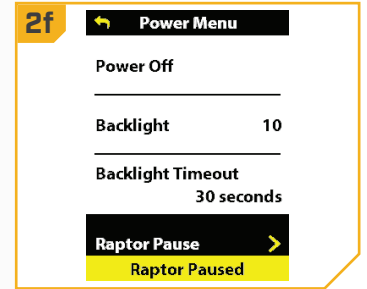 2f
Power Menu
Power Off
Backlight 10
Backlight Timeout
30 seconds
Raptor Pause >
Raptor Paused